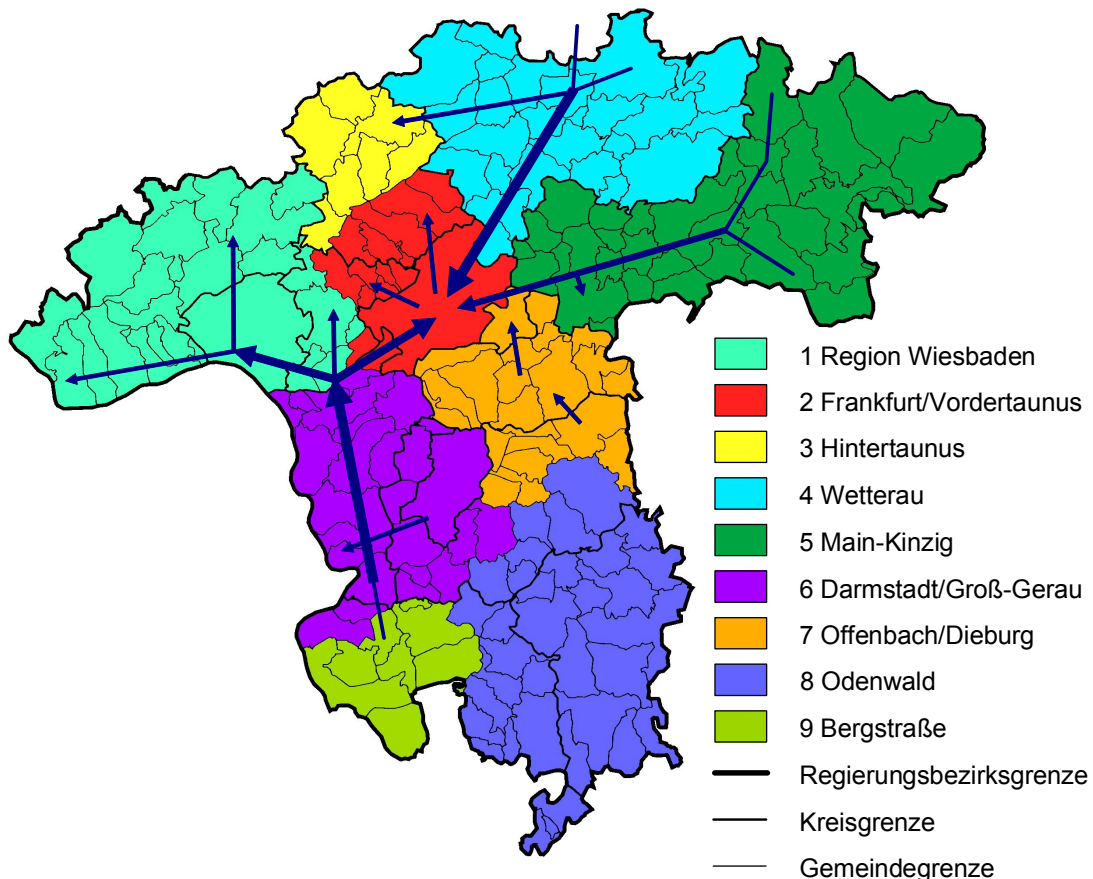 1 Region Wiesbaden
2 Frankfurt/Vordertaunus
3 Hintertaunus
4 Wetterau
5 Main-Kinzig
6 Darmstadt/Groß-Gerau
7 Offenbach/Dieburg
8 Odenwald
9 Bergstraße
Regierungsbezirksgrenze
Kreisgrenze
Gemeindegrenze